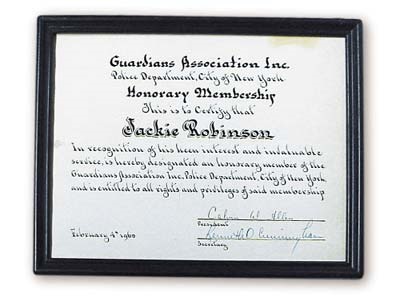 Guardians Association Inc.
Police Department, City of New York
Honorary Membership
This is to Certify that
Jackie Robinson
In recognition of his keen interest and invaluable
service, is hereby designated an honorary member of the
Guardians Association Inc. Police Department, City of New York
and is entitled to all rights and privileges of said membership
President
February 4th 1960
Secretary